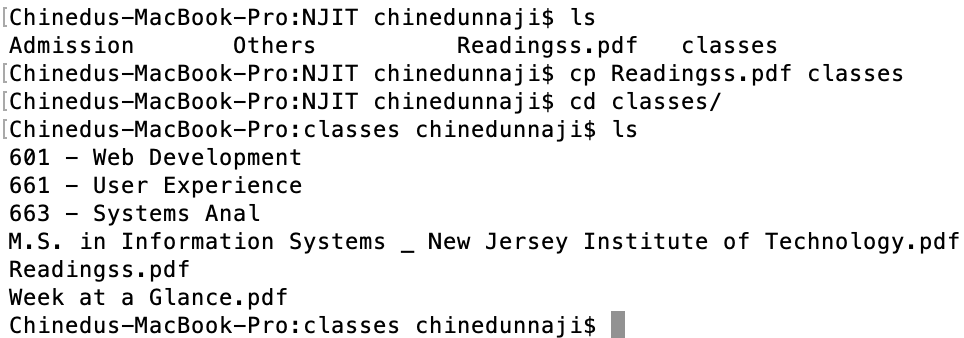 [Chinedus-MacBook-Pro:NJIT chinedunnaji$ ls
Admission Others Readingss.pdf classes
[Chinedus-MacBook-Pro:NJIT chinedunnaji$ cp Readingss.pdf classes
[Chinedus-MacBook-Pro:NJIT chinedunnaji$ cd classes/
[Chinedus-MacBook-Pro:classes chinedunnaji$ ls
601 - Web Development
661 - User Experience
663 - Systems Anal
M.S. in Information Systems _ New Jersey Institute of Technology.pdf
Readingss.pdf
Week at a Glance.pdf
Chinedus-MacBook-Pro:classes chinedunnaji$